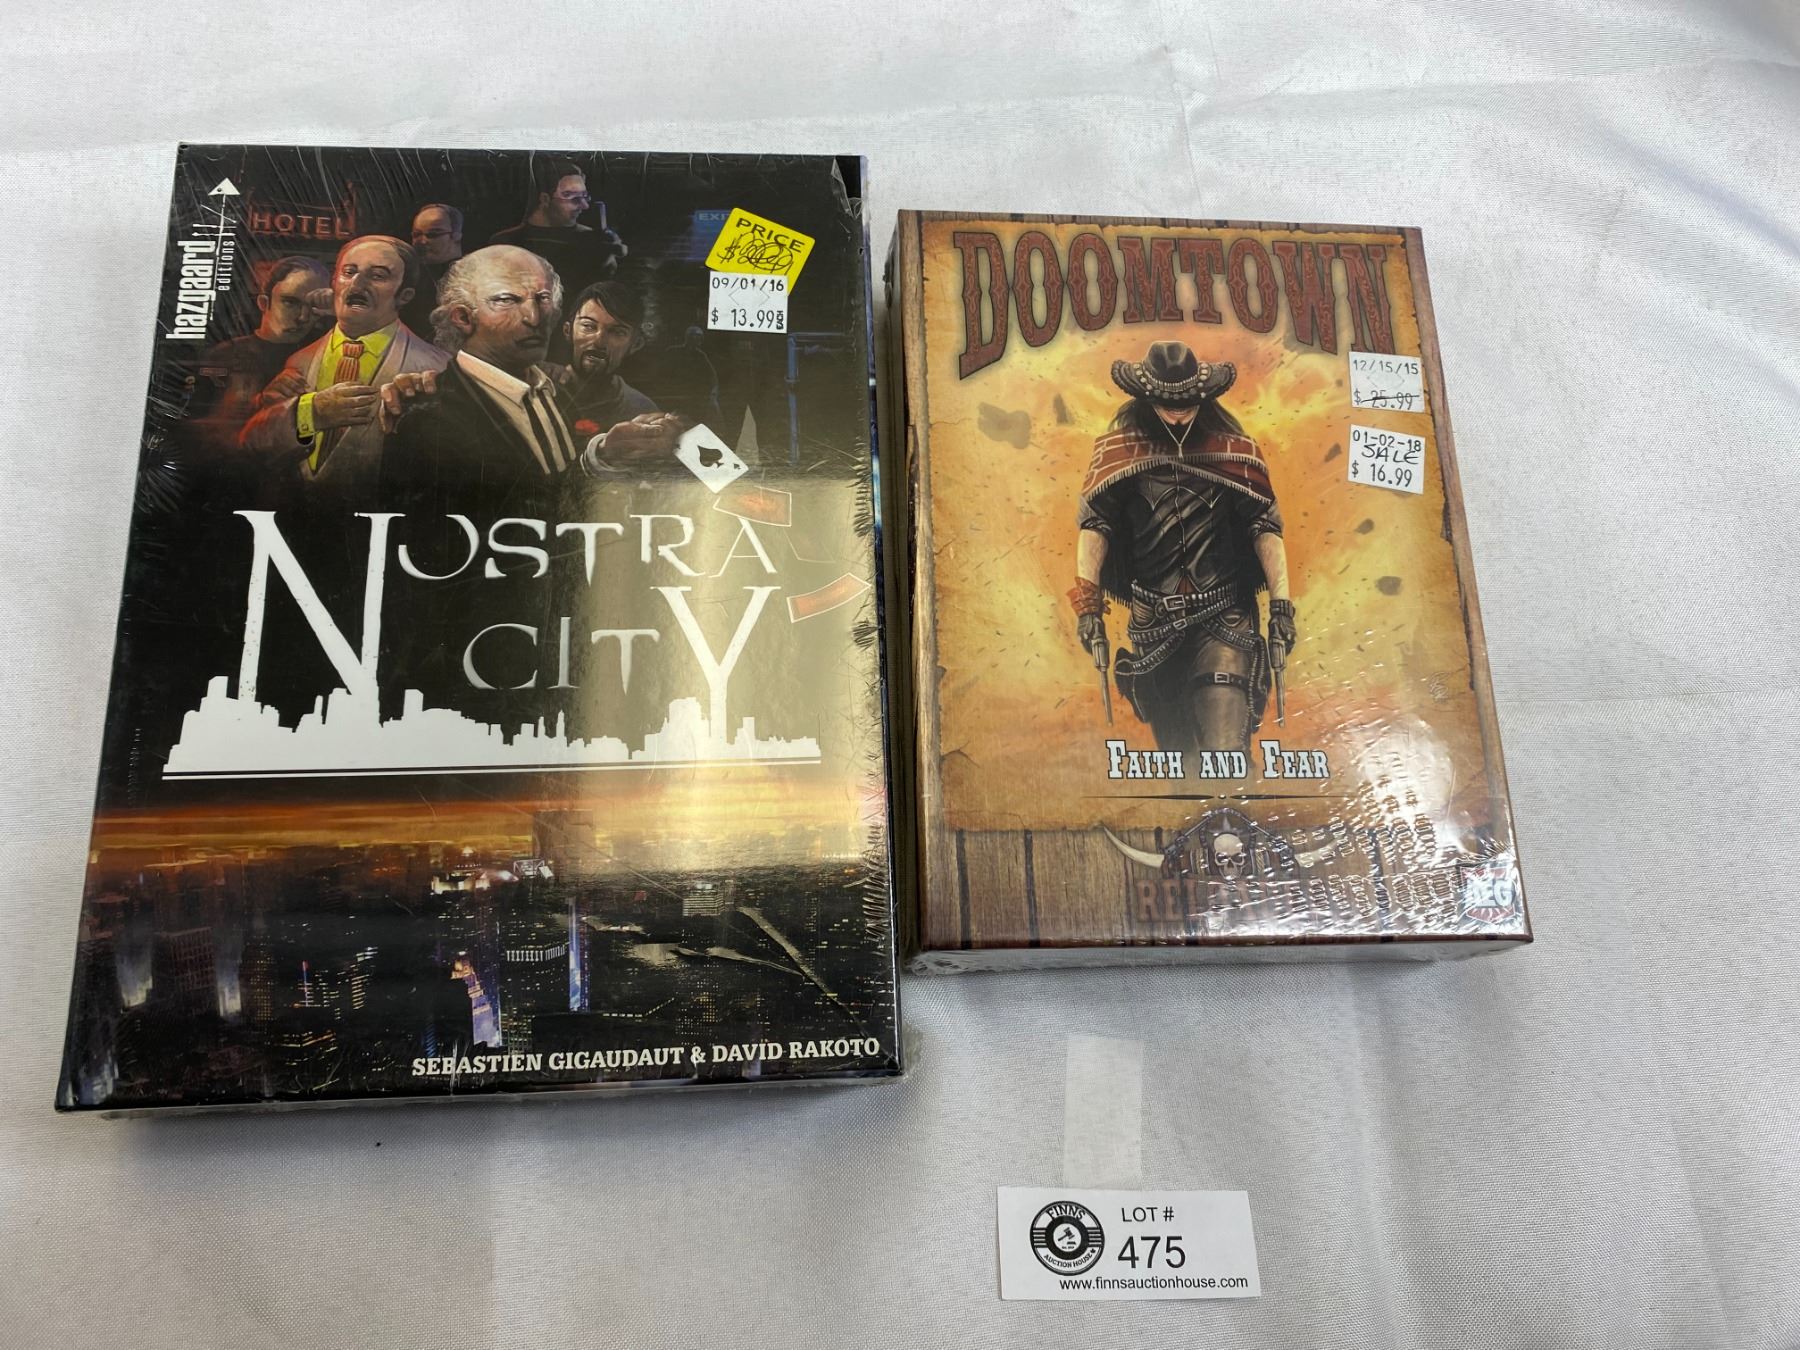 hazgaard
editions
HOTEL
EXIT
PRICE
09/01/16
$ 13.99 EACH
NOSTRA
CITY
SEBASTIEN GIGAUDAUT & DAVID RAKOTO
DOOMTOWN
12/15/15
$ 25.99
01-02-18
SALE
$ 16.99
FAITH AND FEAR
AEG
FINNS
AUCTION HOUSE
LOT #
475
www.finnsauctionhouse.com